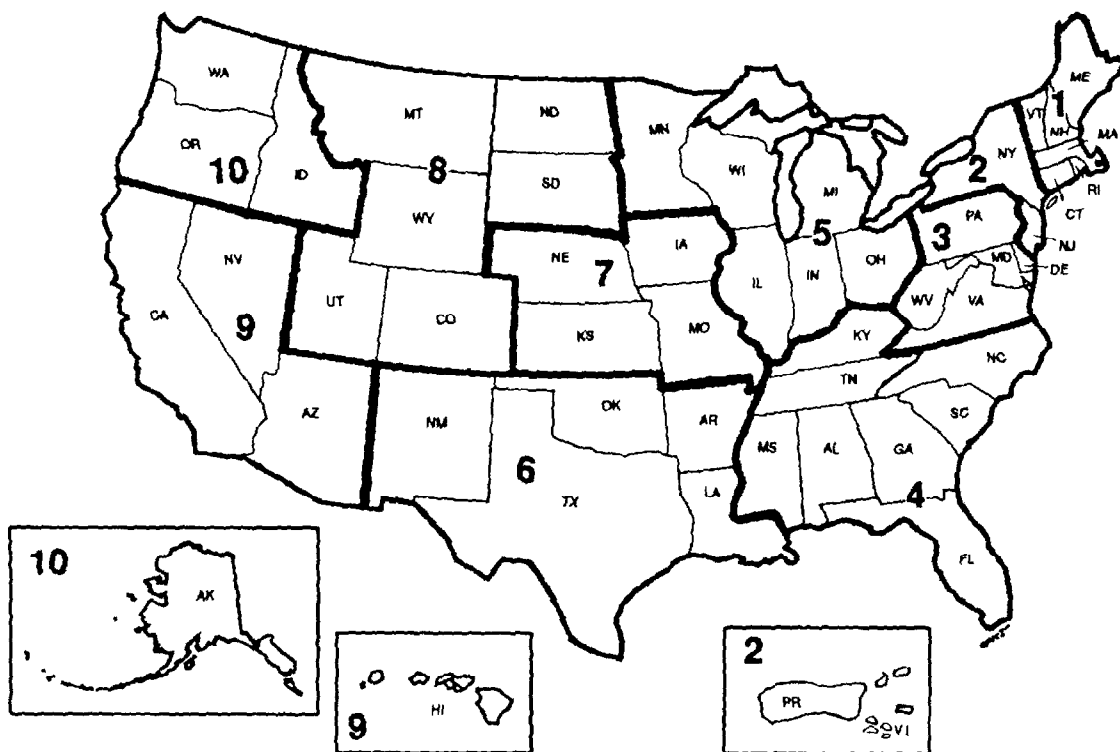 WA
ME
MT
ND
MN
VT
1
NH
MA
OR
10
ID
8
SD
WI
MI
NY
2
RI
WY
5
3
PA
CT
NJ
NV
NE
7
IA
IL
IN
OH
MD
DE
WV
VA
CA
9
UT
CO
KS
MO
KY
NC
TN
AZ
NM
OK
AR
SC
6
MS
AL
GA
TX
LA
4
FL
10
AK
2
PR
VI
HI
9